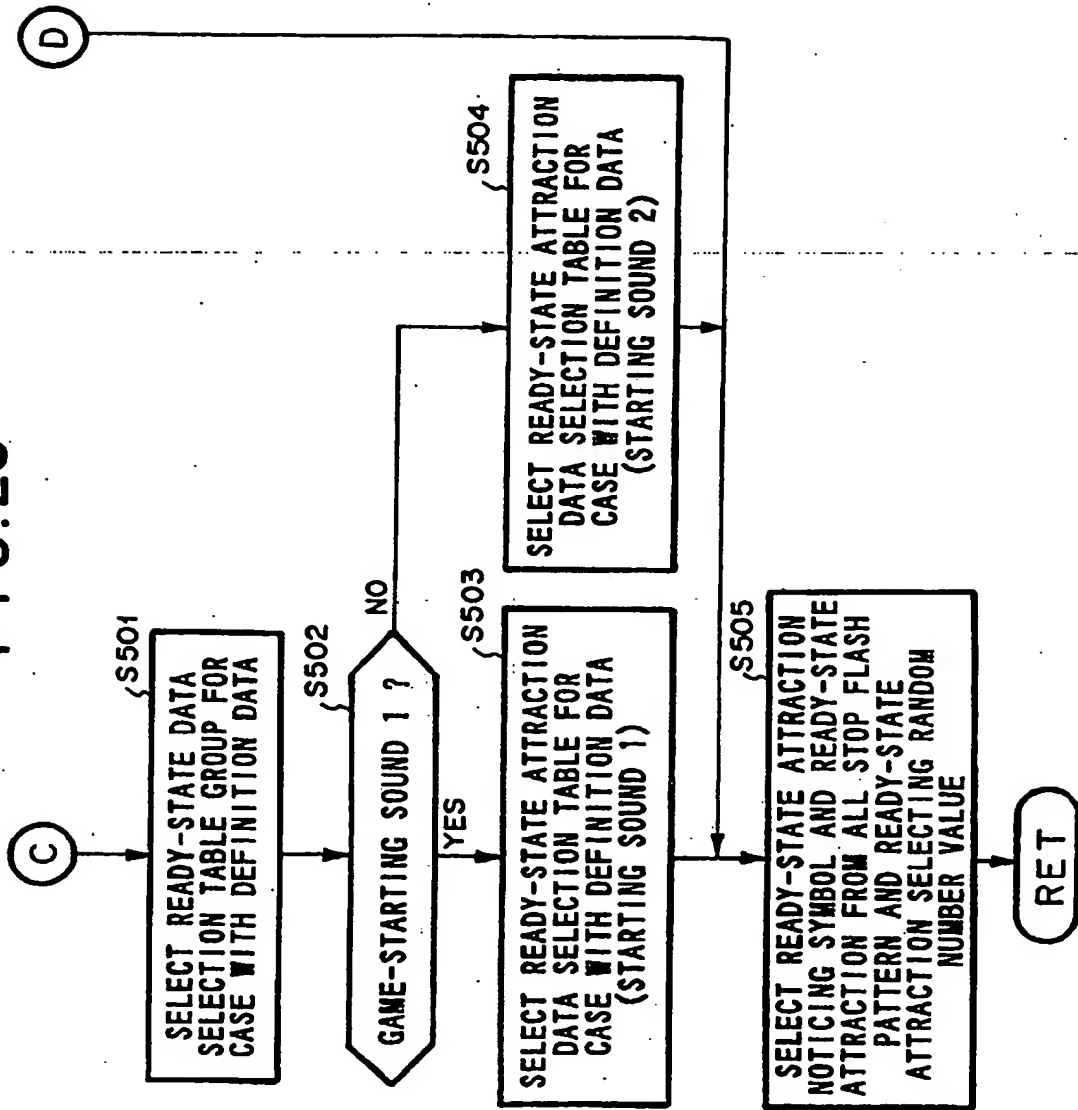 C
D
S501
SELECT READY-STATE DATA
SELECTION TABLE GROUP FOR
CASE WITH DEFINITION DATA
S502
GAME-STARTING SOUND 1 ?
NO
YES
S503
SELECT READY-STATE ATTRACTION
DATA SELECTION TABLE FOR
CASE WITH DEFINITION DATA
(STARTING SOUND 1)
S504
SELECT READY-STATE ATTRACTION
DATA SELECTION TABLE FOR
CASE WITH DEFINITION DATA
(STARTING SOUND 2)
S505
SELECT READY-STATE ATTRACTION
NOTICING SYMBOL AND READY-STATE
ATTRACTION FROM ALL STOP FLASH
PATTERN AND READY-STATE
ATTRACTION SELECTING RANDOM
NUMBER VALUE
RET